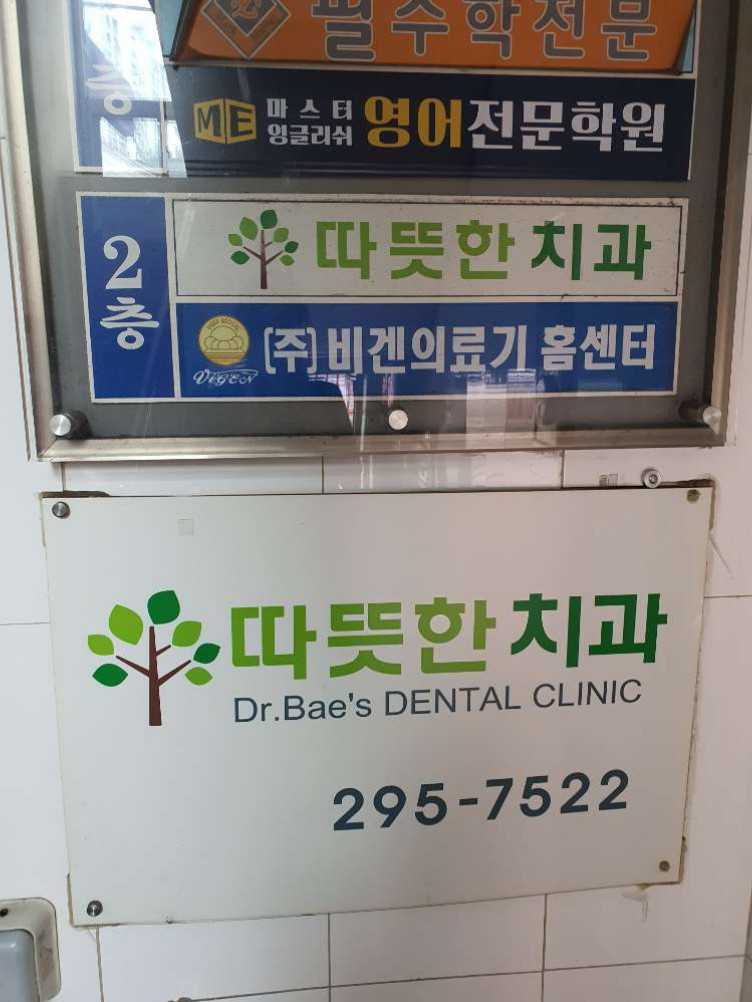 필수학전문
층
ME 마스터 잉글리쉬 영어전문학원
2층
따뜻한 치과
VIGEN (주)비겐의료기 홈센터
따뜻한 치과
Dr.Bae's DENTAL CLINIC
295-7522